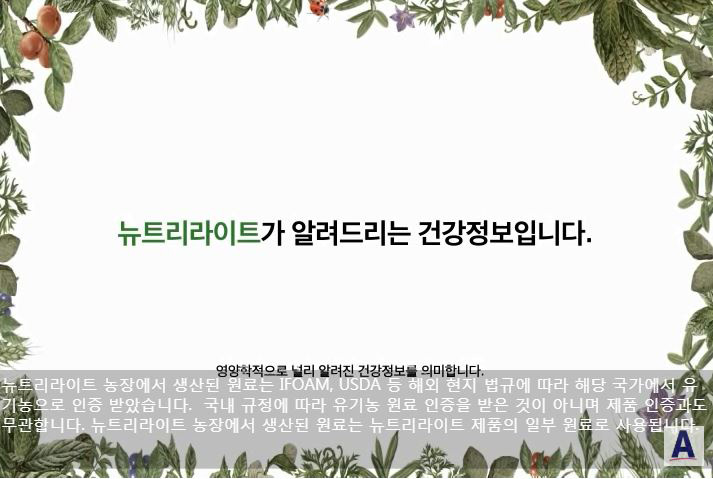 뉴트리라이트가 알려드리는 건강정보입니다.
영양학적으로 널리 알려진 건강정보를 의미합니다.
뉴트리라이트 농장에서 생산된 원료는 IFOAM, USDA 등 해외 현지 법규에 따라 해당 국가에서 유
기농으로 인증 받았습니다. 국내 규정에 따라 유기농 원료 인증을 받은 것이 아니며 제품 인증과도
무관합니다. 뉴트리라이트 농장에서 생산된 원료는 뉴트리라이트 제품의 일부 원료로 사용됩니다.
A